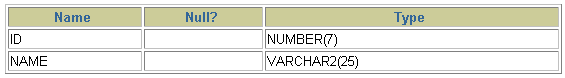 Name Null? Type
ID NUMBER(7)
NAME VARCHAR2(25)